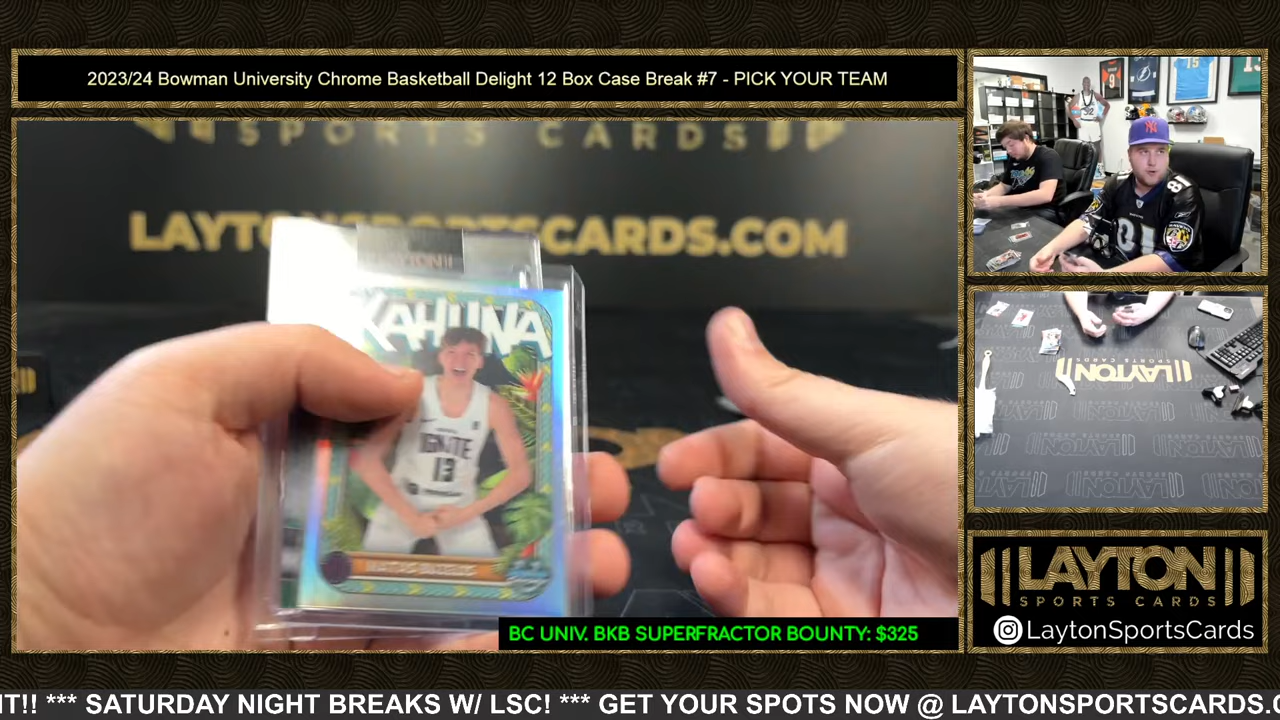 2023/24 Bowman University Chrome Basketball Delight 12 Box Case Break #7 - PICK YOUR TEAM
SPORTS CARDS
LAYTONSPORTSCARDS.COM
KAHUNA
IGNITE
13
81
LAYTON
LAYTON
SPORTS CARDS
LaytonSportsCards
BC UNIV. BKB SUPERFRACTOR BOUNTY: $325
IT!! *** SATURDAY NIGHT BREAKS W/ LSC! *** GET YOUR SPOTS NOW @ LAYTONSPORTSCARDS.C